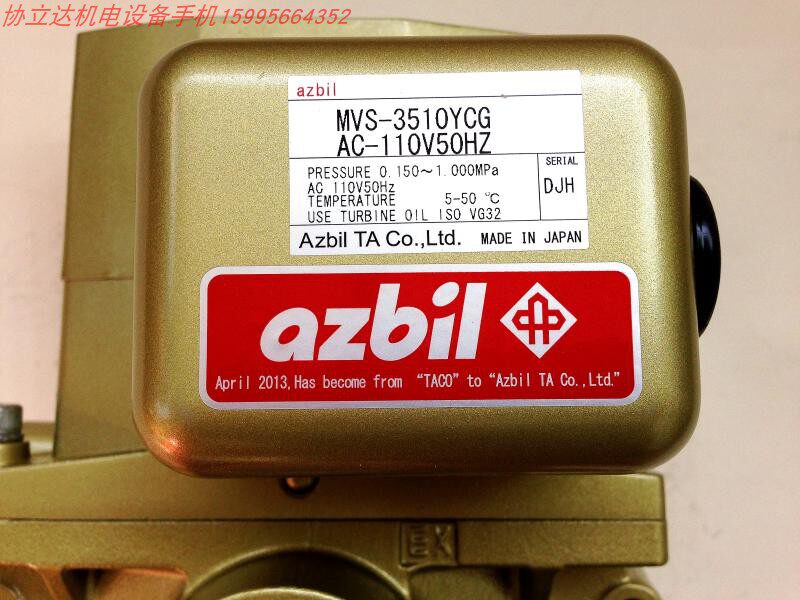 协立达机电设备手机15995664352
azbil
MVS-3510YCG
AC-110V50HZ
PRESSURE 0.150～1.000MPa
AC 110V50Hz
TEMPERATURE 5-50 ℃
USE TURBINE OIL ISO VG32
SERIAL
DJH
Azbil TA Co.,Ltd. MADE IN JAPAN
azbil
April 2013,Has become from “TACO” to “Azbil TA Co.,Ltd.”